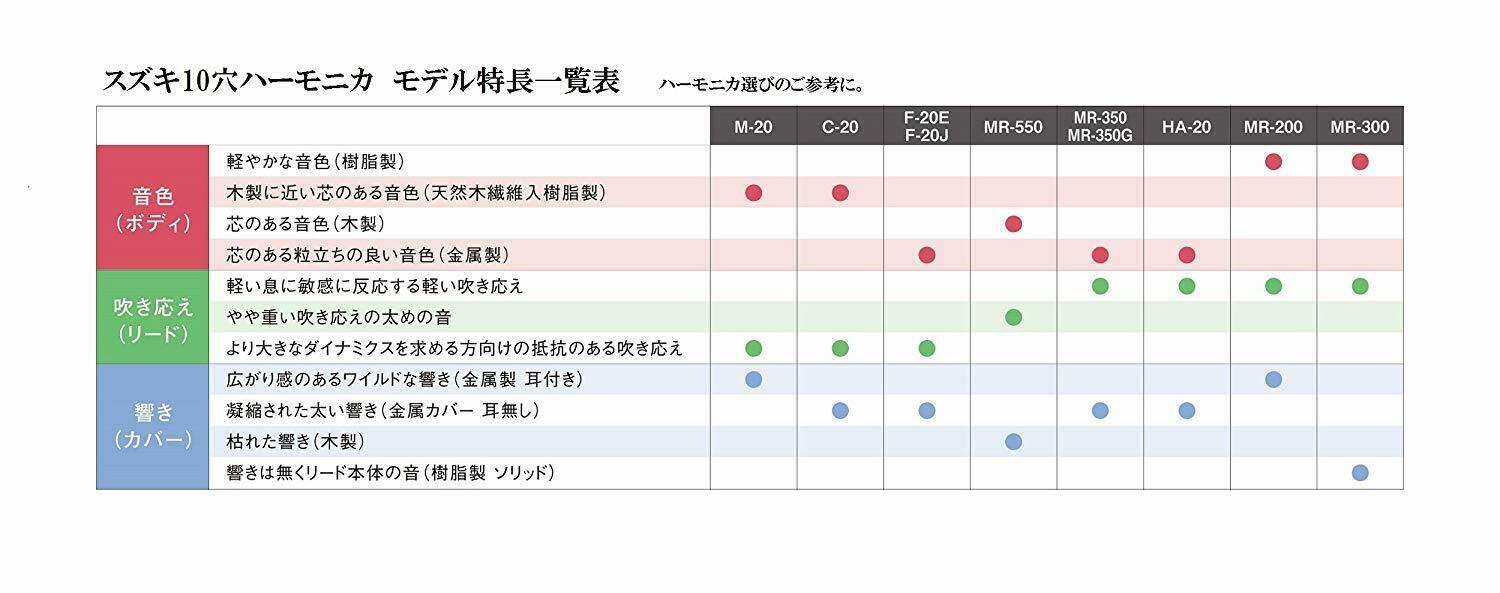 スズキ10穴ハーモニカ モデル特長一覧表 ハーモニカ選びのご参考に。
M-20 C-20 F-20E F-20J MR-550 MR-350 MR-350G HA-20 MR-200 MR-300
音色
(ボディ)
軽やかな音色(樹脂製)
木製に近い芯のある音色(天然木繊維入樹脂製)
芯のある音色(木製)
芯のある粒立ちの良い音色(金属製)
吹き応え
(リード)
軽い息に敏感に反応する軽い吹き応え
やや重い吹き応えの太めの音
より大きなダイナミクスを求める方向けの抵抗のある吹き応え
響き
(カバー)
広がり感のあるワイルドな響き(金属製 耳付き)
凝縮された太い響き(金属カバー 耳無し)
枯れた響き(木製)
響きは無くリード本体の音(樹脂製 ソリッド)